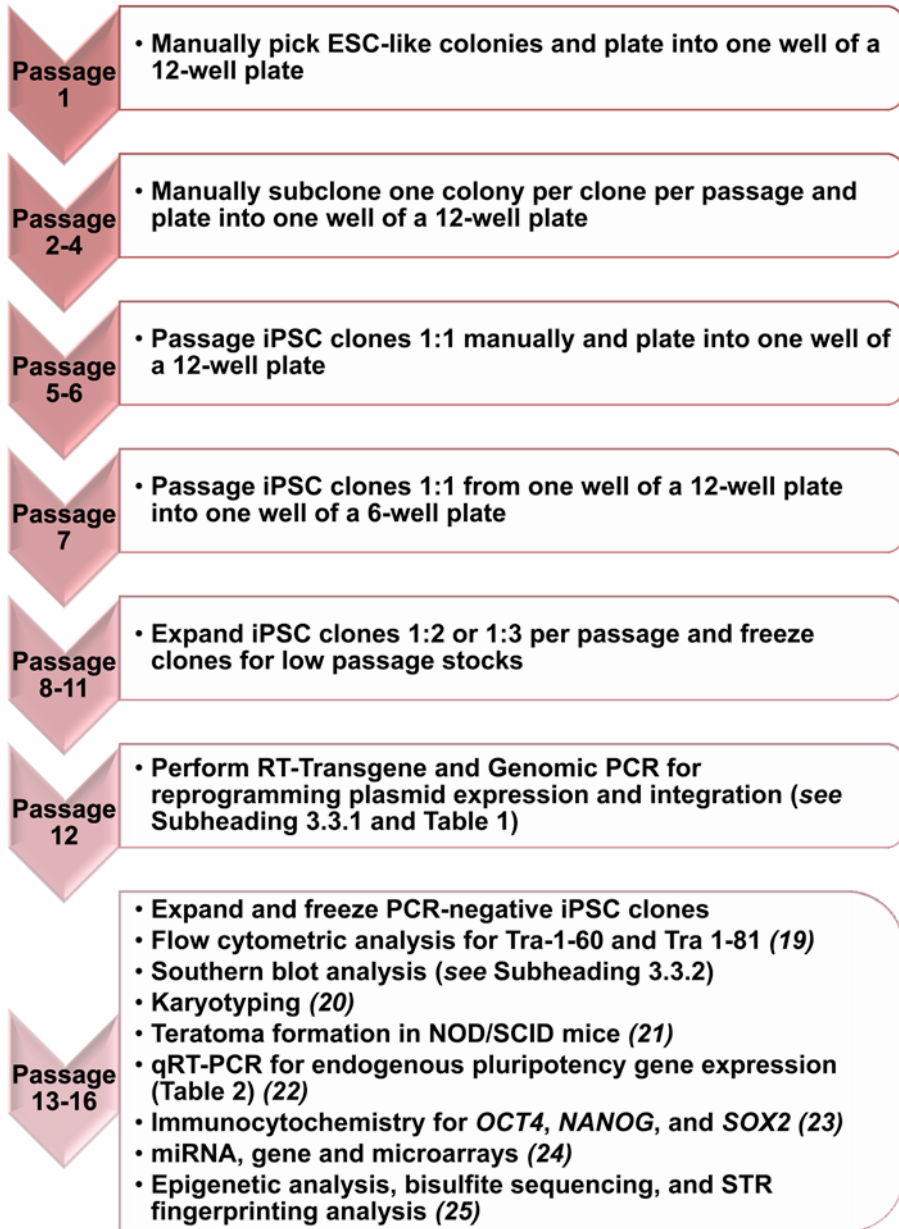 Passage
1
• Manually pick ESC-like colonies and plate into one well of a
12-well plate
Passage
2-4
• Manually subclone one colony per clone per passage and
plate into one well of a 12-well plate
Passage
5-6
• Passage iPSC clones 1:1 manually and plate into one well of
a 12-well plate
Passage
7
• Passage iPSC clones 1:1 from one well of a 12-well plate
into one well of a 6-well plate
Passage
8-11
• Expand iPSC clones 1:2 or 1:3 per passage and freeze
clones for low passage stocks
Passage
12
• Perform RT-Transgene and Genomic PCR for
reprogramming plasmid expression and integration (see
Subheading 3.3.1 and Table 1)
Passage
13-16
• Expand and freeze PCR-negative iPSC clones
• Flow cytometric analysis for Tra-1-60 and Tra 1-81 (19)
• Southern blot analysis (see Subheading 3.3.2)
• Karyotyping (20)
• Teratoma formation in NOD/SCID mice (21)
• qRT-PCR for endogenous pluripotency gene expression
(Table 2) (22)
• Immunocytochemistry for OCT4, NANOG, and SOX2 (23)
• miRNA, gene and microarrays (24)
• Epigenetic analysis, bisulfite sequencing, and STR
fingerprinting analysis (25)